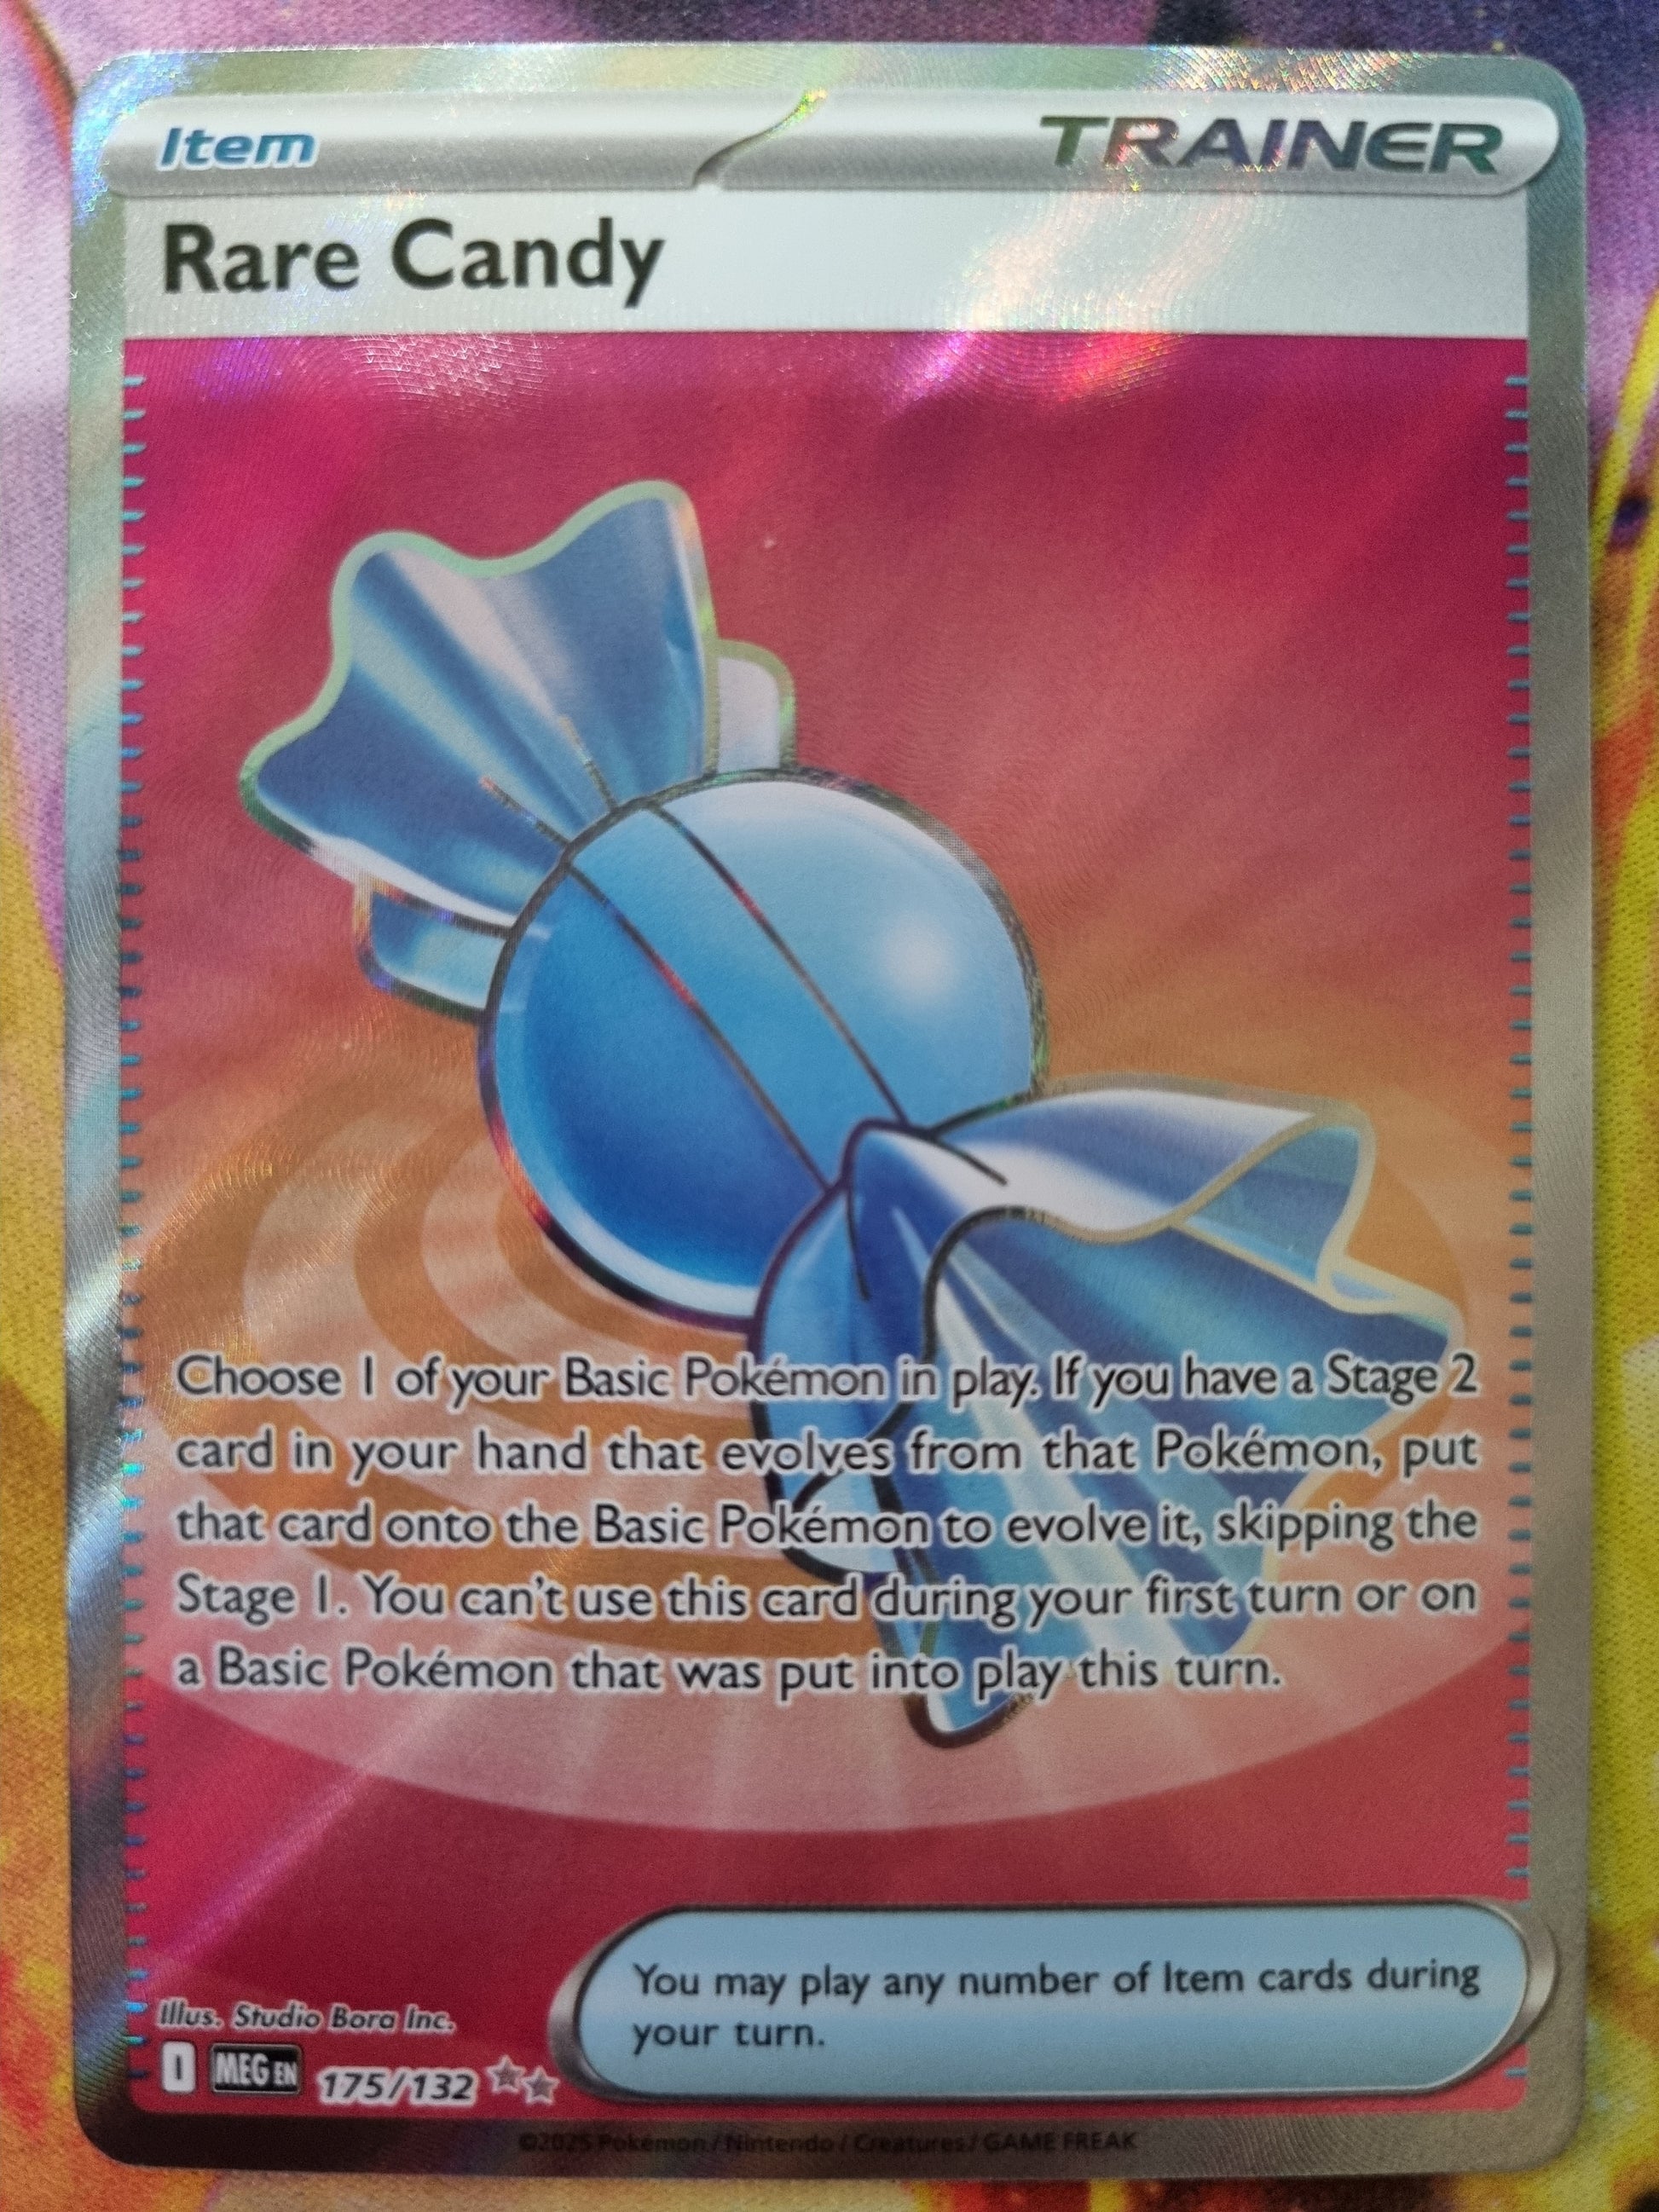 Item
TRAINER
Rare Candy
Choose 1 of your Basic Pokémon in play. If you have a Stage 2
card in your hand that evolves from that Pokémon, put
that card onto the Basic Pokémon to evolve it, skipping the
Stage 1. You can't use this card during your first turn or on
a Basic Pokémon that was put into play this turn.
You may play any number of Item cards during
your turn.
Illus. Studio Bora Inc.
I MEG EN 175/132
©2025 Pokémon / Nintendo / Creatures / GAME FREAK